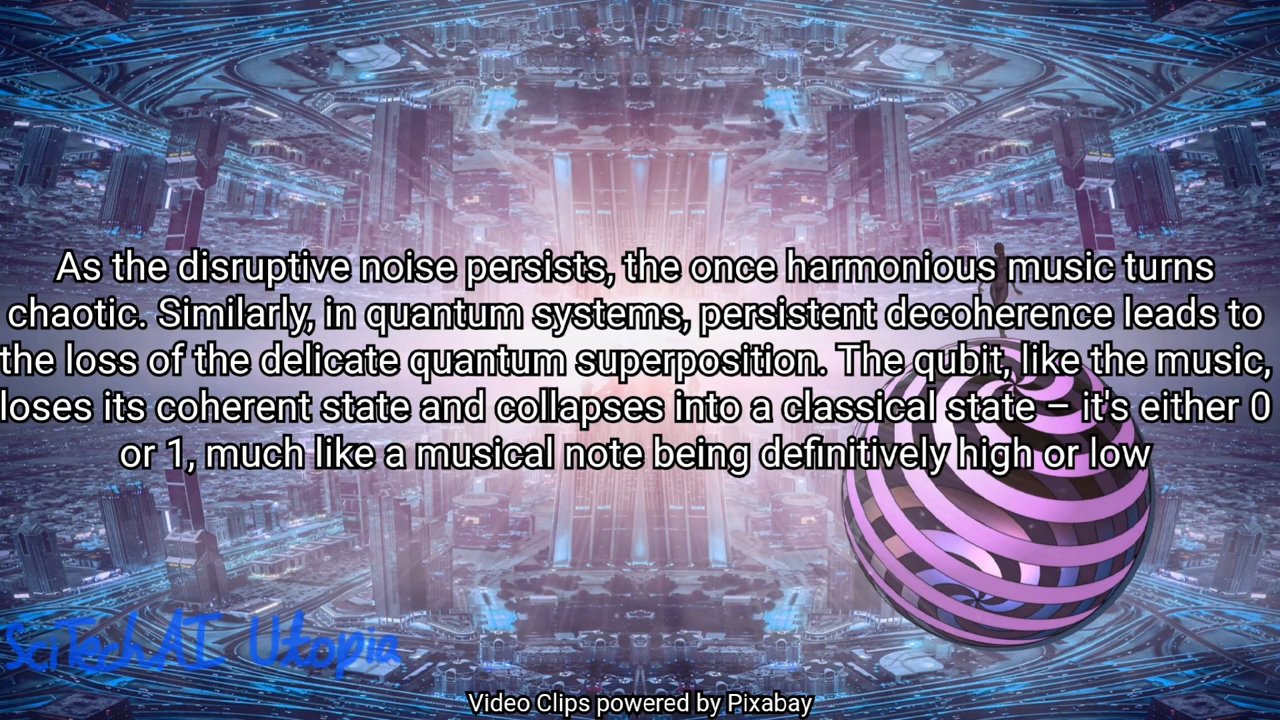 As the disruptive noise persists, the once harmonious music turns
chaotic. Similarly, in quantum systems, persistent decoherence leads to
the loss of the delicate quantum superposition. The qubit, like the music,
loses its coherent state and collapses into a classical state – it's either 0
or 1, much like a musical note being definitively high or low
SciTechAI Utopia
Video Clips powered by Pixabay